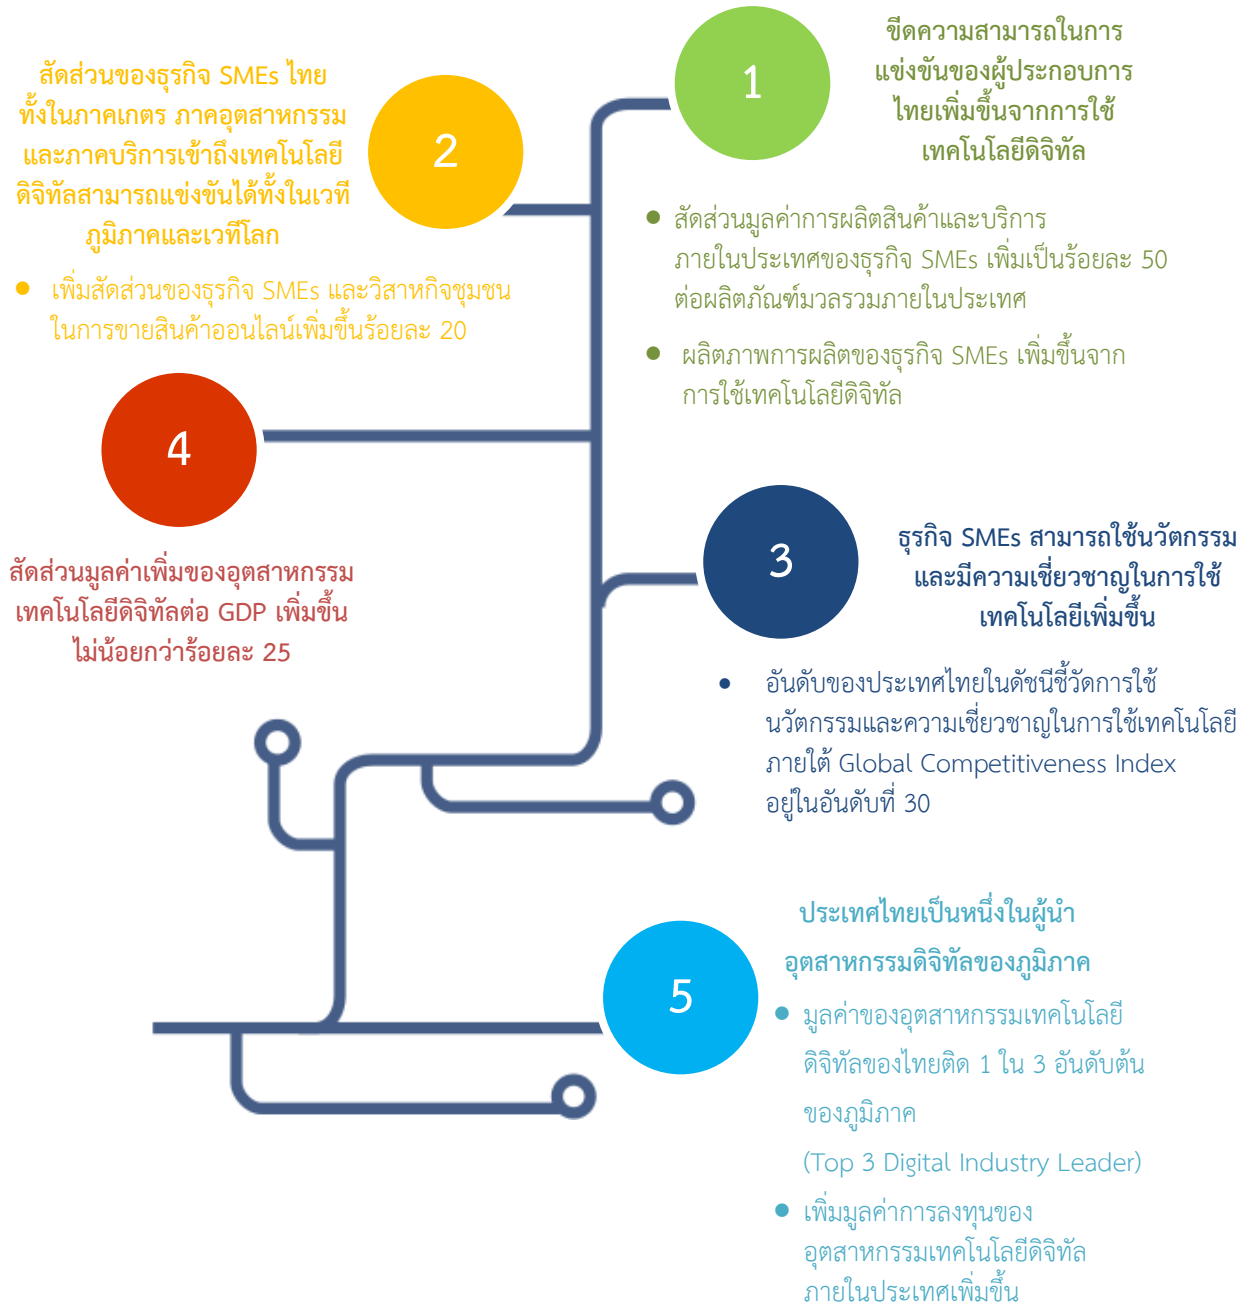 1
ขีดความสามารถในการ
แข่งขันของผู้ประกอบการ
ไทยเพิ่มขึ้นจากการใช้
เทคโนโลยีดิจิทัล
● สัดส่วนมูลค่าการผลิตสินค้าและบริการ
ภายในประเทศของธุรกิจ SMEs เพิ่มเป็นร้อยละ 50
ต่อผลิตภัณฑ์มวลรวมภายในประเทศ
● ผลิตภาพการผลิตของธุรกิจ SMEs เพิ่มขึ้นจาก
การใช้เทคโนโลยีดิจิทัล
2
สัดส่วนของธุรกิจ SMEs ไทย
ทั้งในภาคเกตร ภาคอุตสาหกรรม
และภาคบริการเข้าถึงเทคโนโลยี
ดิจิทัลสามารถแข่งขันได้ทั้งในเวที
ภูมิภาคและเวทีโลก
● เพิ่มสัดส่วนของธุรกิจ SMEs และวิสาหกิจชุมชน
ในการขายสินค้าออนไลน์เพิ่มขึ้นร้อยละ 20
3
ธุรกิจ SMEs สามารถใช้นวัตกรรม
และมีความเชี่ยวชาญในการใช้
เทคโนโลยีเพิ่มขึ้น
● อันดับของประเทศไทยในดัชนีชี้วัดการใช้
นวัตกรรมและความเชี่ยวชาญในการใช้เทคโนโลยี
ภายใต้ Global Competitiveness Index
อยู่ในอันดับที่ 30
4
สัดส่วนมูลค่าเพิ่มของอุตสาหกรรม
เทคโนโลยีดิจิทัลต่อ GDP เพิ่มขึ้น
ไม่น้อยกว่าร้อยละ 25
5
ประเทศไทยเป็นหนึ่งในผู้นำ
อุตสาหกรรมดิจิทัลของภูมิภาค
● มูลค่าของอุตสาหกรรมเทคโนโลยี
ดิจิทัลของไทยติด 1 ใน 3 อันดับต้น
ของภูมิภาค
(Top 3 Digital Industry Leader)
● เพิ่มมูลค่าการลงทุนของ
อุตสาหกรรมเทคโนโลยีดิจิทัล
ภายในประเทศเพิ่มขึ้น